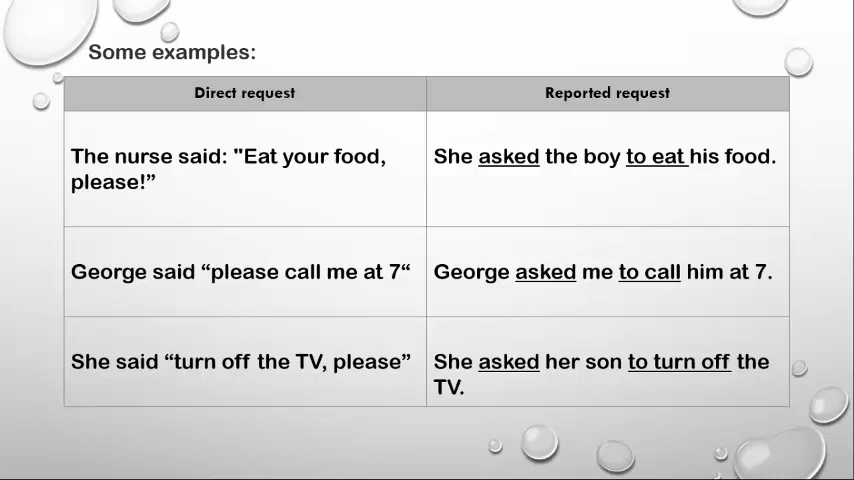 Some examples:
Direct request
Reported request
The nurse said: "Eat your food,
please!”
She asked the boy to eat his food.
George said “please call me at 7“
George asked me to call him at 7.
She said “turn off the TV, please”
She asked her son to turn off the
TV.